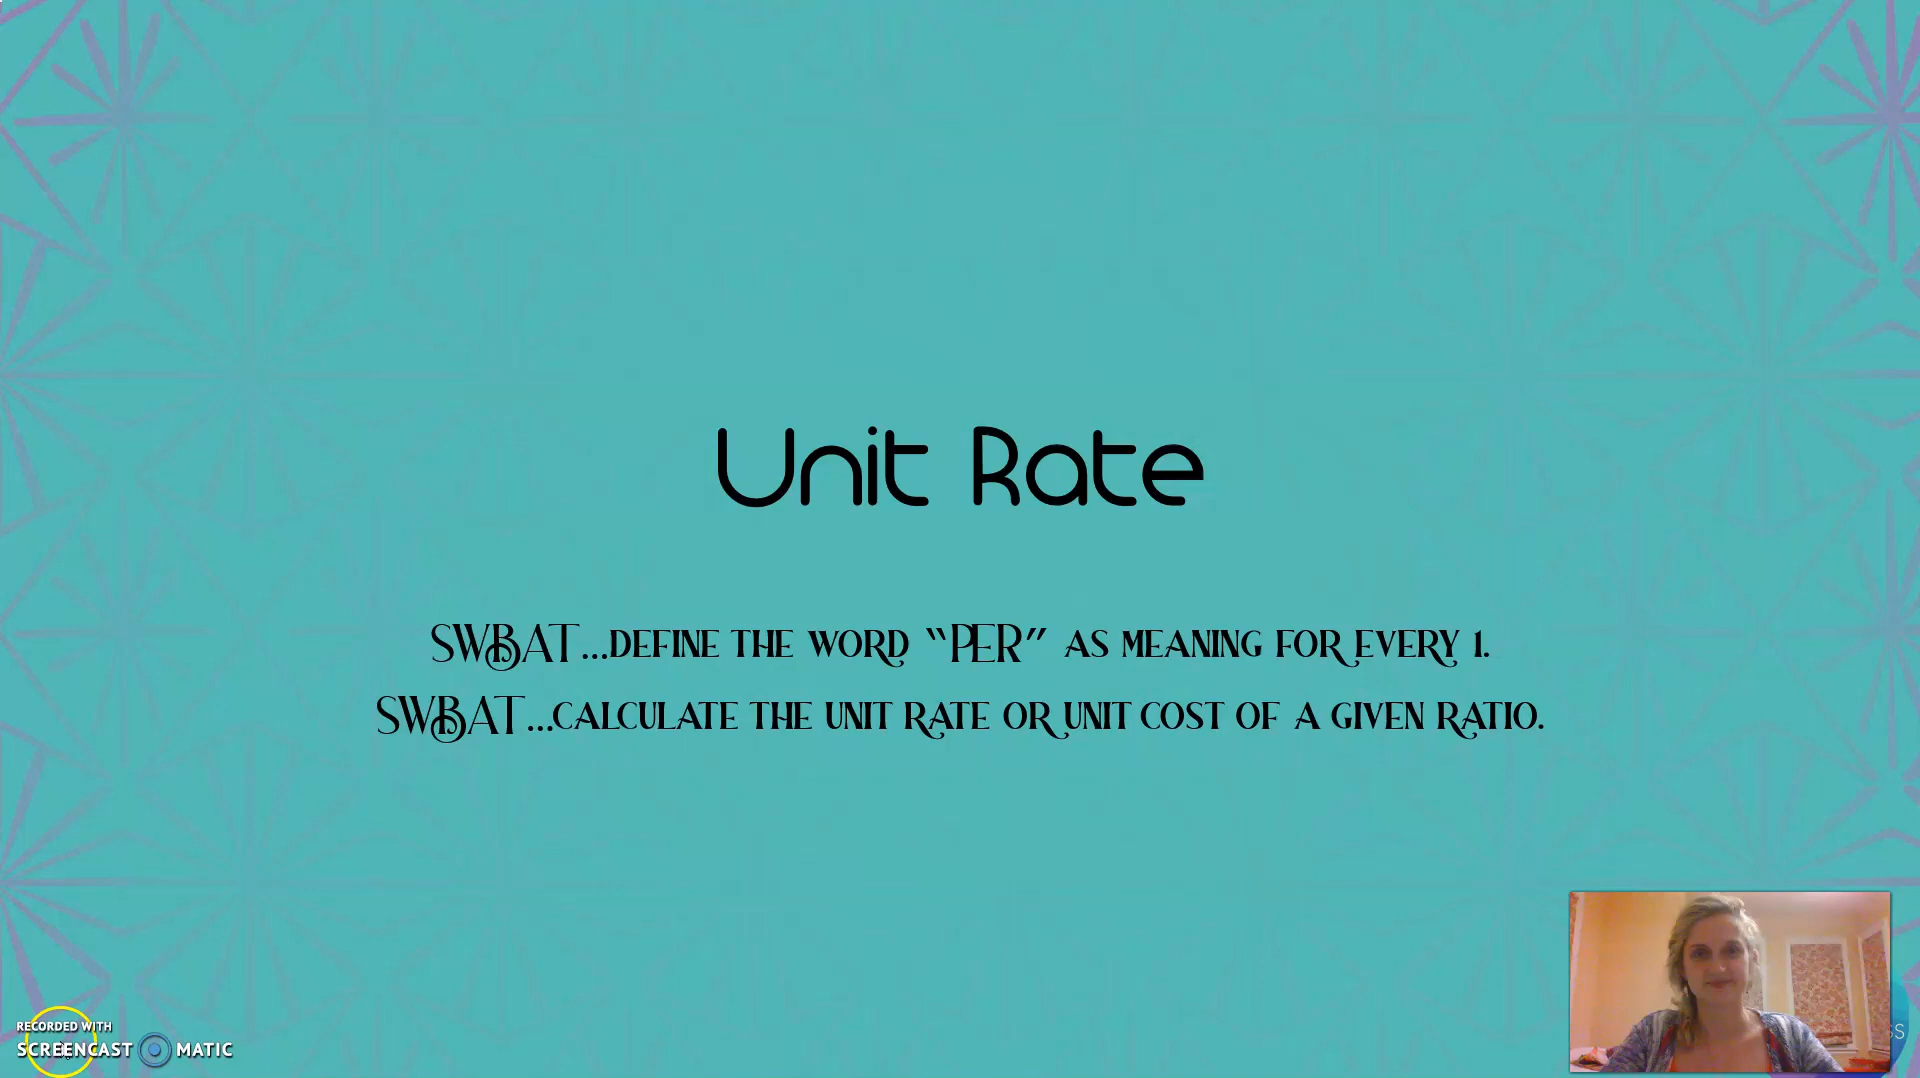 Unit Rate
SWBAT...DEFINE THE WORD “PER” AS MEANING FOR EVERY 1.
SWBAT...CALCULATE THE UNIT RATE OR UNIT COST OF A GIVEN RATIO.
RECORDED WITH
SCREENCAST MATIC